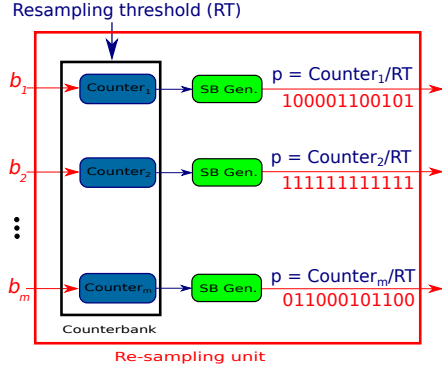 Resampling threshold (RT)
b1 Counter1 SB Gen. p = Counter1/RT
100001100101
b2 Counter2 SB Gen. p = Counter2/RT
111111111111
...
bm Counterm SB Gen. p = Counterm/RT
011000101100
Counterbank
Re-sampling unit